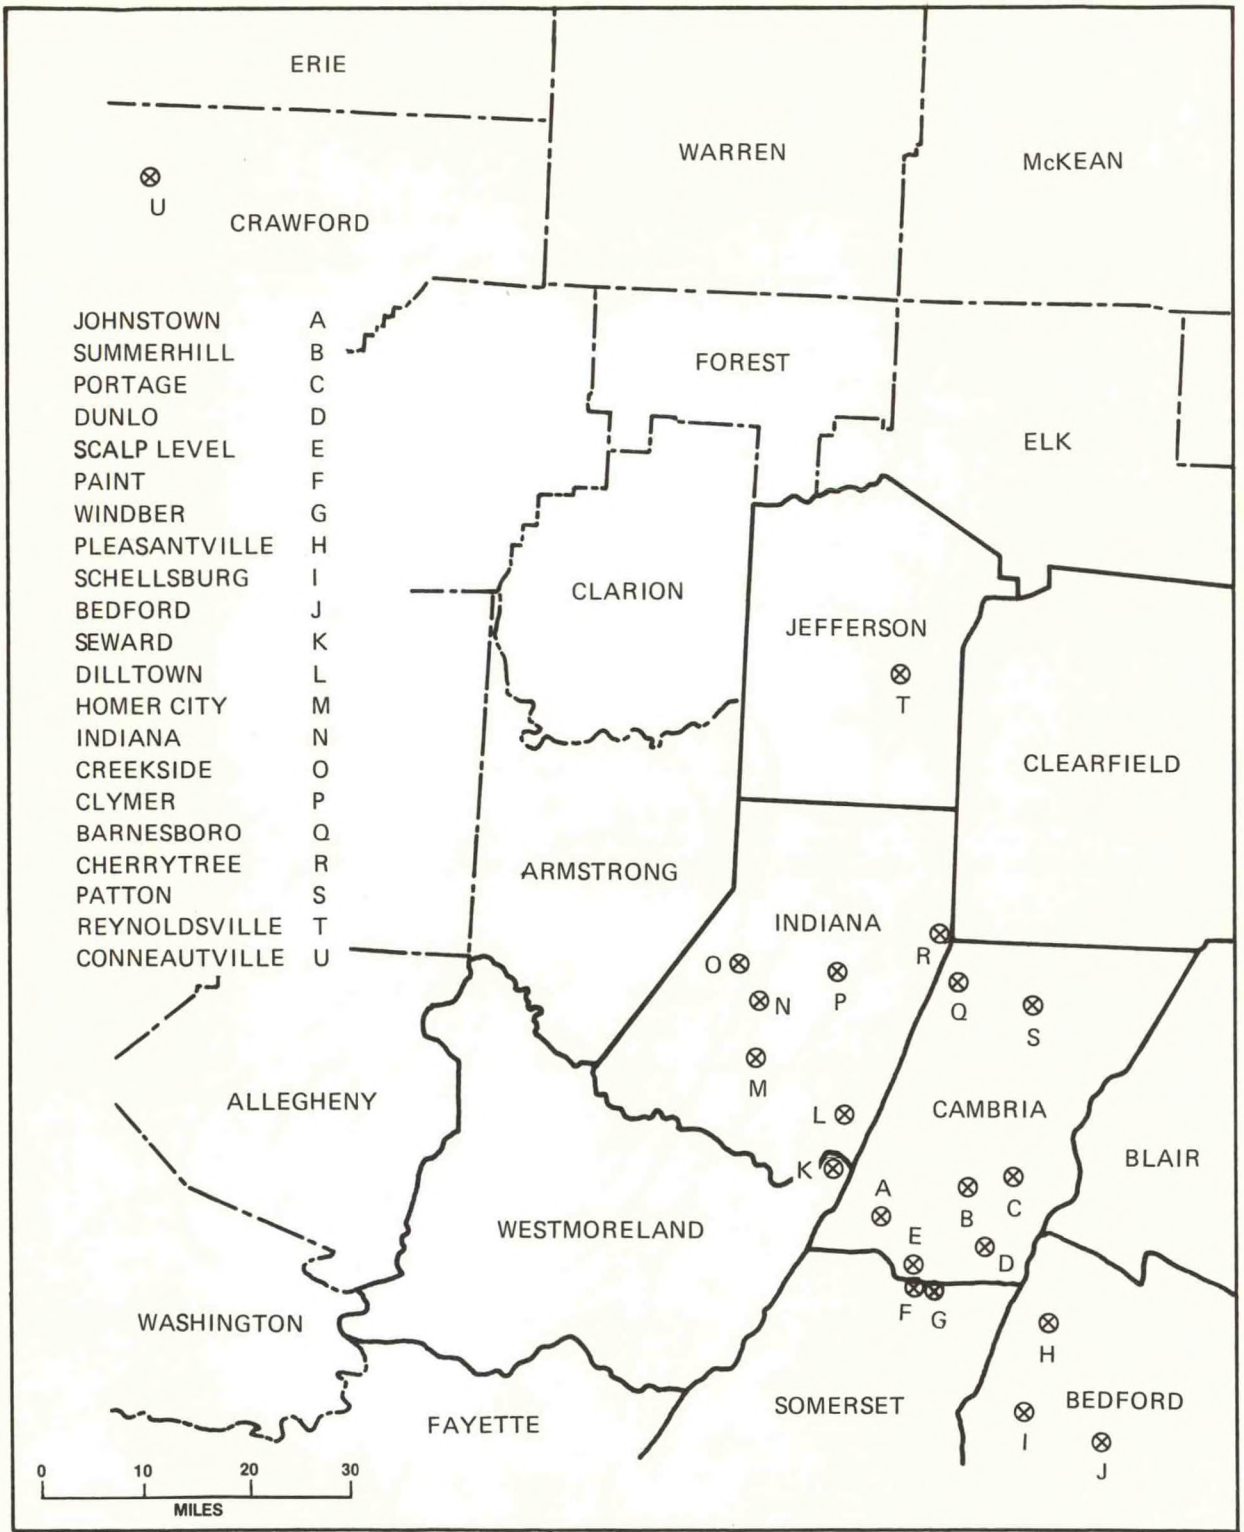 ERIE
WARREN
McKEAN
U
CRAWFORD
JOHNSTOWN A
SUMMERHILL B
PORTAGE C
DUNLO D
SCALP LEVEL E
PAINT F
WINDBER G
PLEASANTVILLE H
SCHELLSBURG I
BEDFORD J
SEWARD K
DILLTOWN L
HOMER CITY M
INDIANA N
CREEKSIDE O
CLYMER P
BARNESBORO Q
CHERRYTREE R
PATTON S
REYNOLDSVILLE T
CONNEAUTVILLE U
FOREST
ELK
CLARION
JEFFERSON
T
CLEARFIELD
ARMSTRONG
INDIANA
R
O
N
P
Q
S
M
ALLEGHENY
L
CAMBRIA
K
BLAIR
A
B
C
WESTMORELAND
E
D
WASHINGTON
F
G
H
SOMERSET
BEDFORD
FAYETTE
I
J
0 10 20 30
MILES